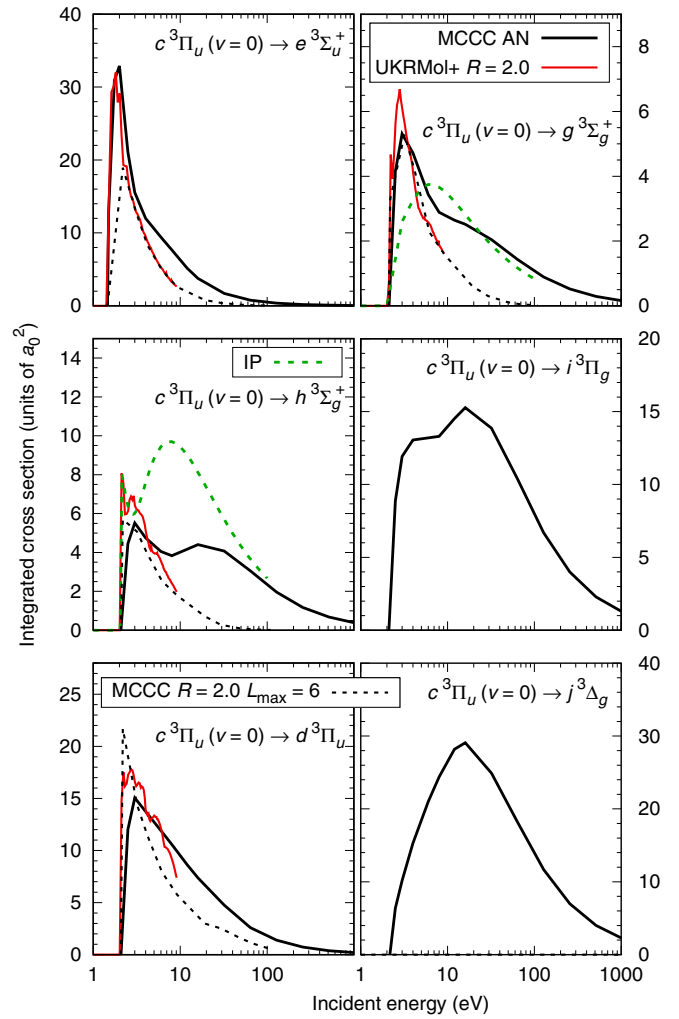 c ³Πᵤ (v = 0) → e ³Σᵤ⁺
40
30
20
10
0
MCCC AN
UKRMol+ R = 2.0
c ³Πᵤ (v = 0) → g ³Σg⁺
8
6
4
2
0
Integrated cross section (units of a₀²)
IP
c ³Πᵤ (v = 0) → h ³Σg⁺
14
12
10
8
6
4
2
0
c ³Πᵤ (v = 0) → i ³Πg
20
15
10
5
0
MCCC R = 2.0 Lmax = 6
c ³Πᵤ (v = 0) → d ³Πᵤ
25
20
15
10
5
0
c ³Πᵤ (v = 0) → j ³Δg
40
30
20
10
0
1 10 100
1 10 100 1000
Incident energy (eV)
Incident energy (eV)